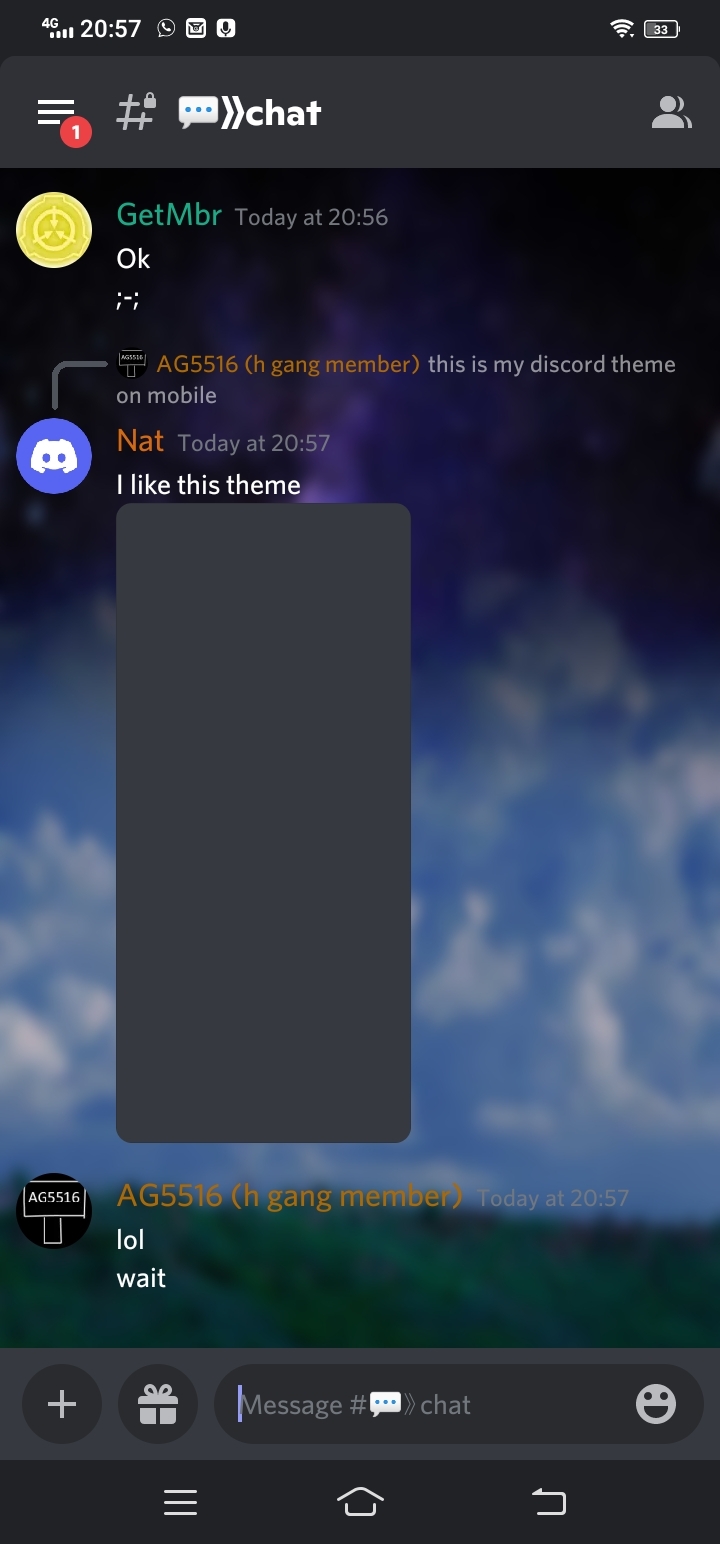 4G 20:57 33
1 # 💬⟫chat
GetMbr Today at 20:56
Ok
;-;
AG5516 AG5516 (h gang member) this is my discord theme
on mobile
Nat Today at 20:57
I like this theme
AG5516 AG5516 (h gang member) Today at 20:57
lol
wait
Message #💬⟫chat